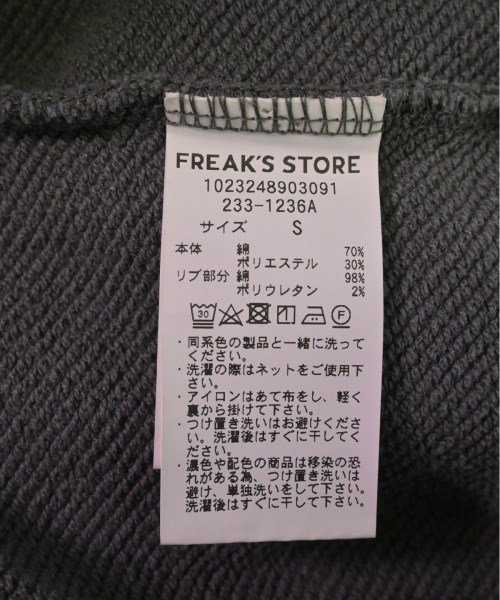 FREAK'S STORE
1023248903091
233-1236A
サイズ S
本体 綿 70%
ポリエステル 30%
リブ部分 綿 98%
ポリウレタン 2%
30 F
・同系色の製品と一緒に洗って
ください。
・洗濯の際はネットをご使用下
さい。
・アイロンはあて布をし、軽く
裏から掛けて下さい。
・つけ置き洗いはお避けくださ
い。洗濯後はすぐに干してくだ
さい。
・濃色や配色の商品は移染の恐
れがある為、つけ置き洗いは
避け、単独洗いをして下さい。
洗濯後はすぐに干して下さい。